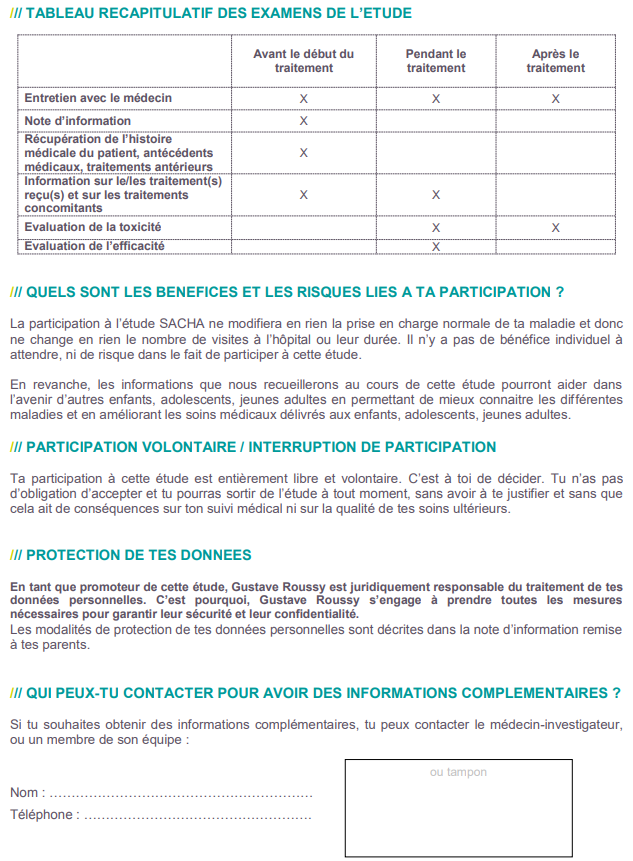 /// TABLEAU RECAPITULATIF DES EXAMENS DE L'ETUDE
Avant le début du traitement
Pendant le traitement
Après le traitement
Entretien avec le médecin X X X
Note d'information X
Récupération de l'histoire
médicale du patient, antécédents
médicaux, traitements antérieurs X
Information sur le/les traitement(s)
reçu(s) et sur les traitements
concomitants X X
Evaluation de la toxicité X X
Evaluation de l'efficacité X
/// QUELS SONT LES BENEFICES ET LES RISQUES LIES A TA PARTICIPATION ?
La participation à l'étude SACHA ne modifiera en rien la prise en charge normale de ta maladie et donc
ne change en rien le nombre de visites à l'hôpital ou leur durée. Il n'y a pas de bénéfice individuel à
attendre, ni de risque dans le fait de participer à cette étude.
En revanche, les informations que nous recueillerons au cours de cette étude pourront aider dans
l'avenir d'autres enfants, adolescents, jeunes adultes en permettant de mieux connaitre les différentes
maladies et en améliorant les soins médicaux délivrés aux enfants, adolescents, jeunes adultes.
/// PARTICIPATION VOLONTAIRE / INTERRUPTION DE PARTICIPATION
Ta participation à cette étude est entièrement libre et volontaire. C'est à toi de décider. Tu n'as pas
d'obligation d'accepter et tu pourras sortir de l'étude à tout moment, sans avoir à te justifier et sans que
cela ait de conséquences sur ton suivi médical ni sur la qualité de tes soins ultérieurs.
/// PROTECTION DE TES DONNEES
En tant que promoteur de cette étude, Gustave Roussy est juridiquement responsable du traitement de tes
données personnelles. C'est pourquoi, Gustave Roussy s'engage à prendre toutes les mesures
nécessaires pour garantir leur sécurité et leur confidentialité.
Les modalités de protection de tes données personnelles sont décrites dans la note d'information remise
à tes parents.
/// QUI PEUX-TU CONTACTER POUR AVOIR DES INFORMATIONS COMPLEMENTAIRES ?
Si tu souhaites obtenir des informations complémentaires, tu peux contacter le médecin-investigateur,
ou un membre de son équipe :
ou tampon
Nom : ……………………………………………………
Téléphone : …………………………………………….